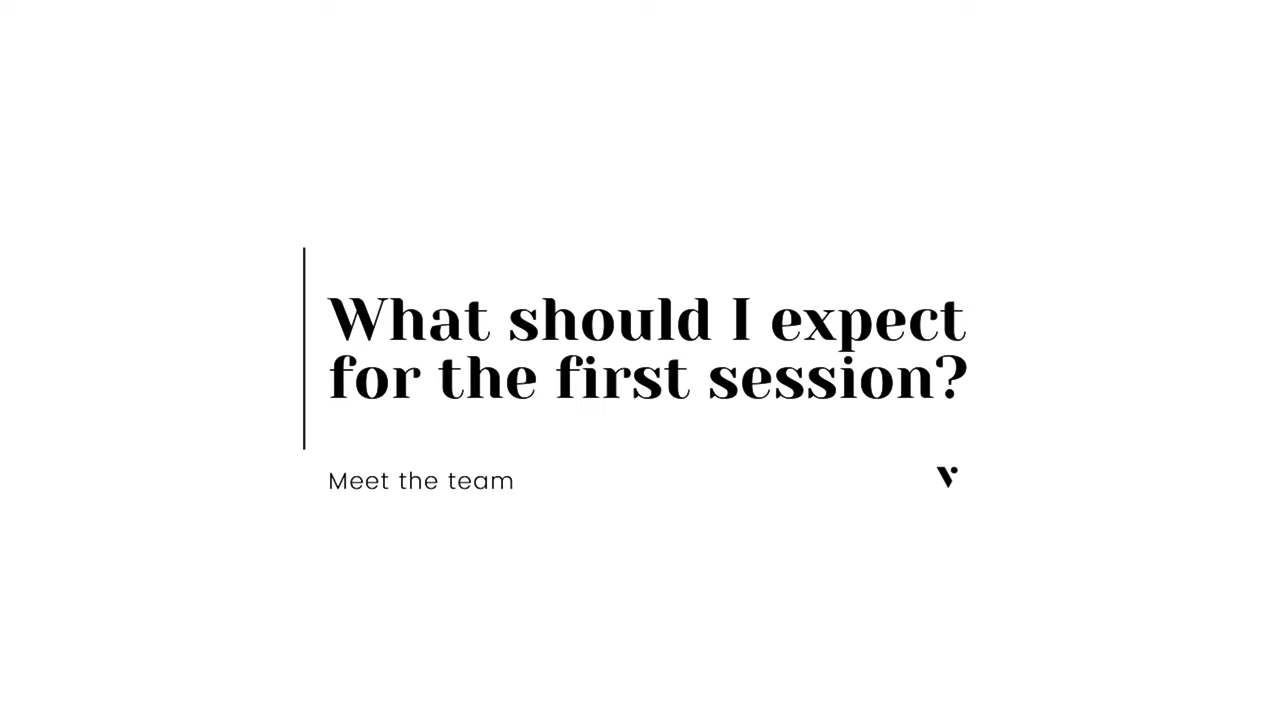 What should I expect
for the first session?
Meet the team